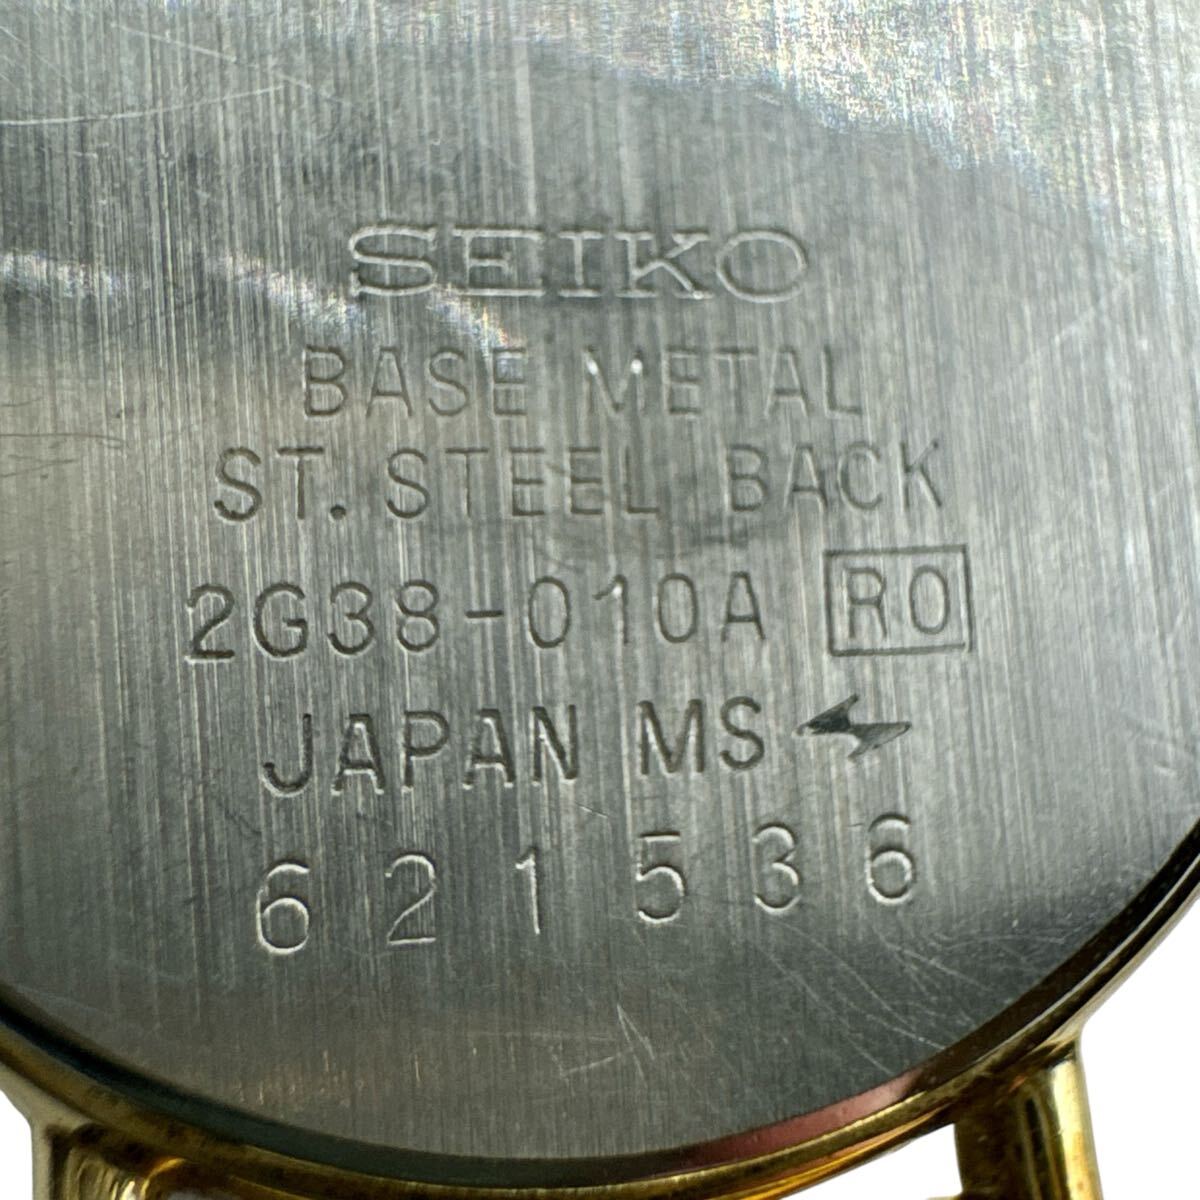 SEIKO
BASE METAL
ST. STEEL BACK
2G38-010A RO
JAPAN MS
621536